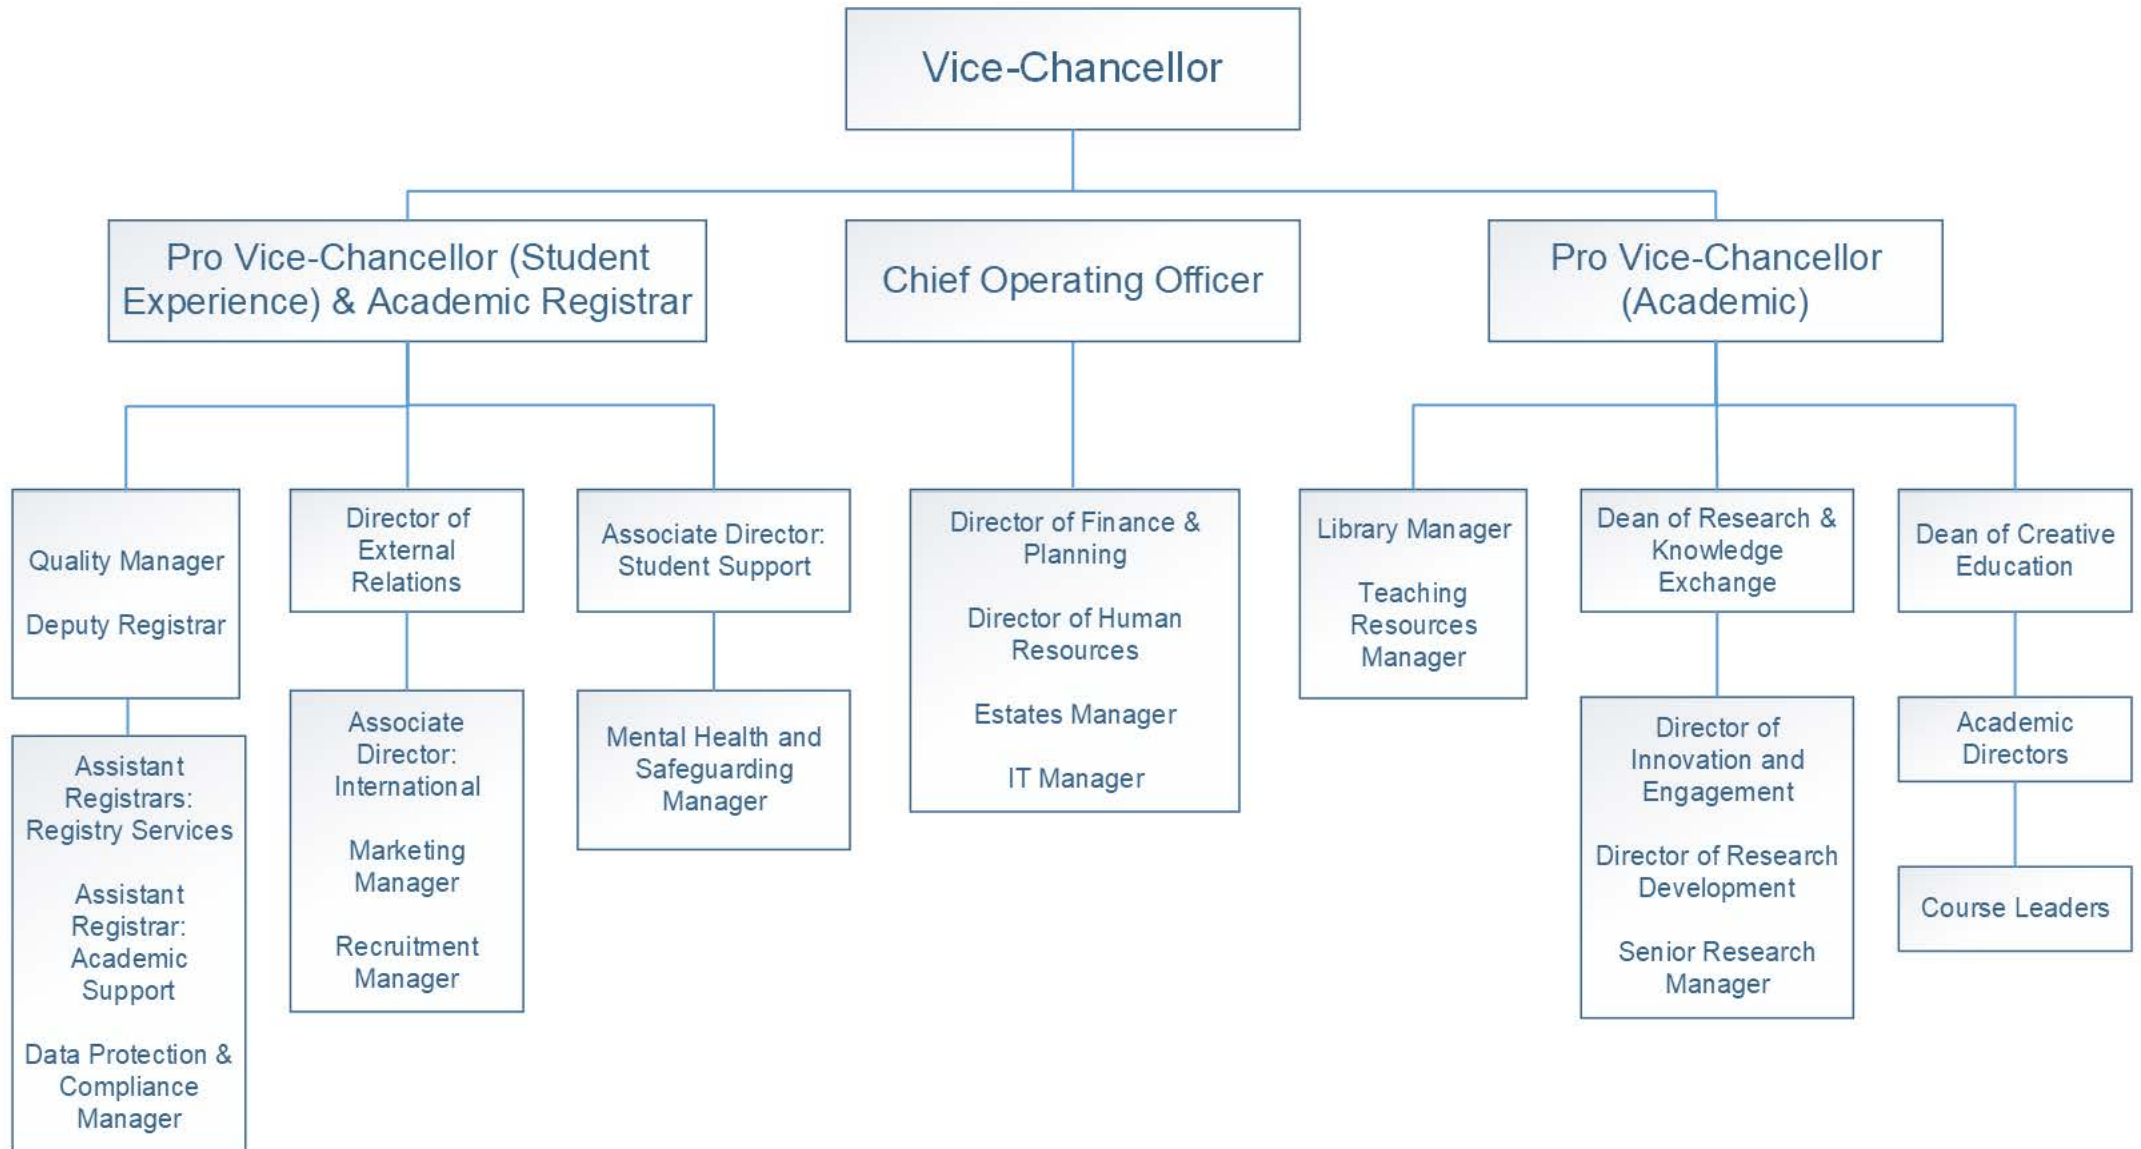 Vice-Chancellor
Pro Vice-Chancellor (Student
Experience) & Academic Registrar
Chief Operating Officer
Pro Vice-Chancellor
(Academic)
Quality Manager
Deputy Registrar
Director of
External
Relations
Associate Director:
Student Support
Director of Finance &
Planning
Director of Human
Resources
Estates Manager
IT Manager
Library Manager
Teaching
Resources
Manager
Dean of Research &
Knowledge
Exchange
Dean of Creative
Education
Assistant
Registrars:
Registry Services
Assistant
Registrar:
Academic
Support
Data Protection &
Compliance
Manager
Associate
Director:
International
Marketing
Manager
Recruitment
Manager
Mental Health and
Safeguarding
Manager
Director of
Innovation and
Engagement
Director of Research
Development
Senior Research
Manager
Academic
Directors
Course Leaders